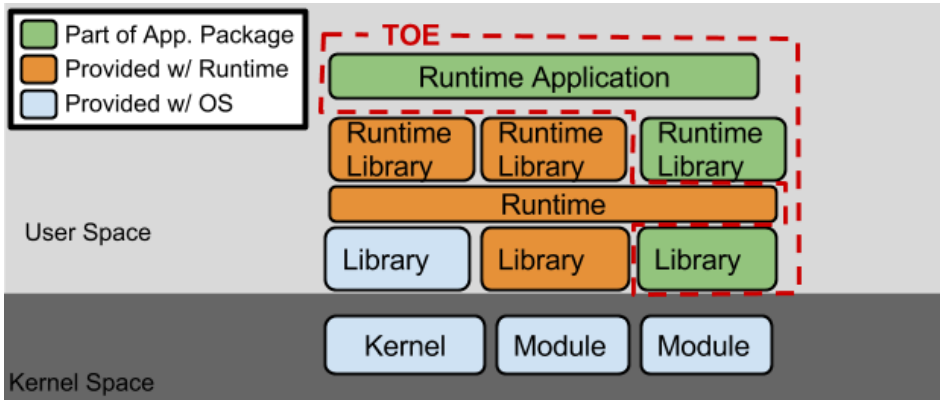 Part of App. Package
Provided w/ Runtime
Provided w/ OS
TOE
Runtime Application
Runtime
Library
Runtime
Library
Runtime
Library
Runtime
User Space
Library
Library
Library
Kernel
Module
Module
Kernel Space